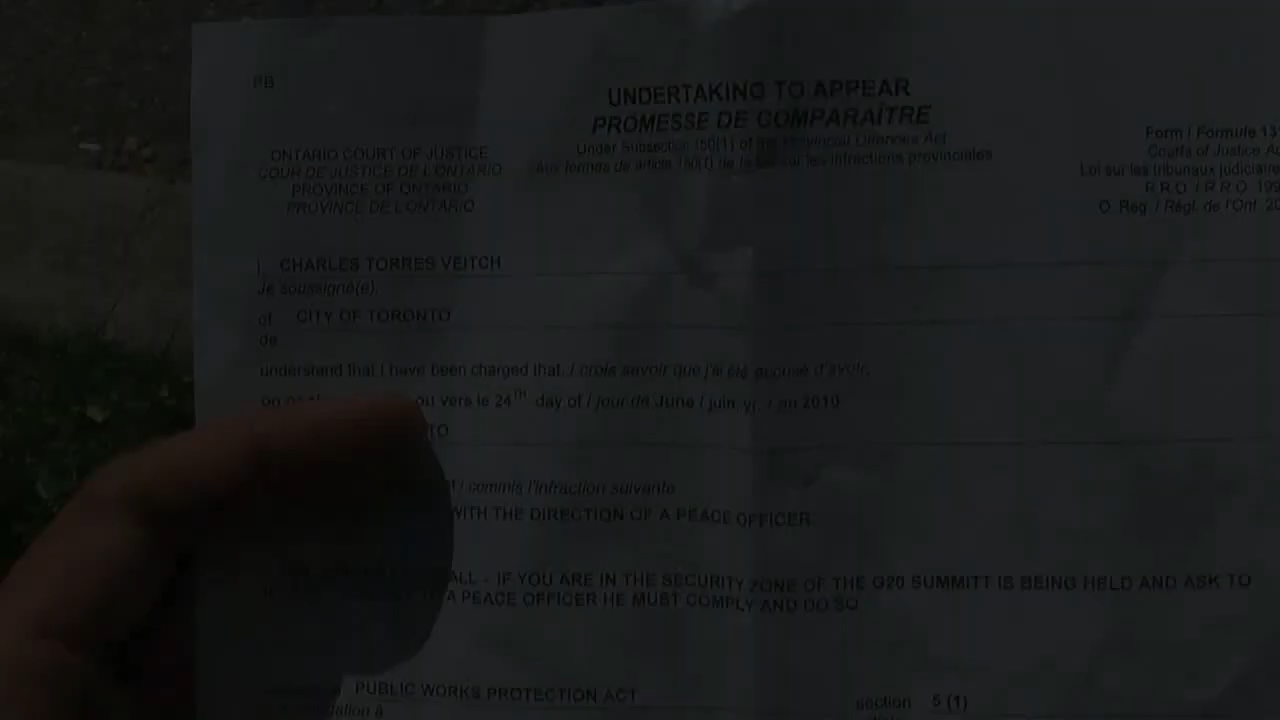 PB
UNDERTAKING TO APPEAR
PROMESSE DE COMPARAÎTRE
Under Subsection 150(1) of the Provincial Offences Act
Aux termes de article 150(1) de la loi sur les infractions provinciales
Form / Formule 13
Courts of Justice Ac
Loi sur les tribunaux judiciaire
R.R.O. / R.R.O. 199
O. Reg. / Règl. de l'Ont. 20
ONTARIO COURT OF JUSTICE
COUR DE JUSTICE DE L'ONTARIO
PROVINCE OF ONTARIO
PROVINCE DE L'ONTARIO
I, CHARLES TORRES VEITCH
Je soussigné(e),
of CITY OF TORONTO
de
understand that I have been charged that, / crois savoir que j'ai été accusé d'avoir,
on or ou vers le 24TH day of / jour de June / juin, yr. / an 2010
TO
/ commis l'infraction suivante
WITH THE DIRECTION OF A PEACE OFFICER
ALL - IF YOU ARE IN THE SECURITY ZONE OF THE G20 SUMMITT IS BEING HELD AND ASK TO
A PEACE OFFICER HE MUST COMPLY AND DO SO
PUBLIC WORKS PROTECTION ACT section 5 (1)
gation à